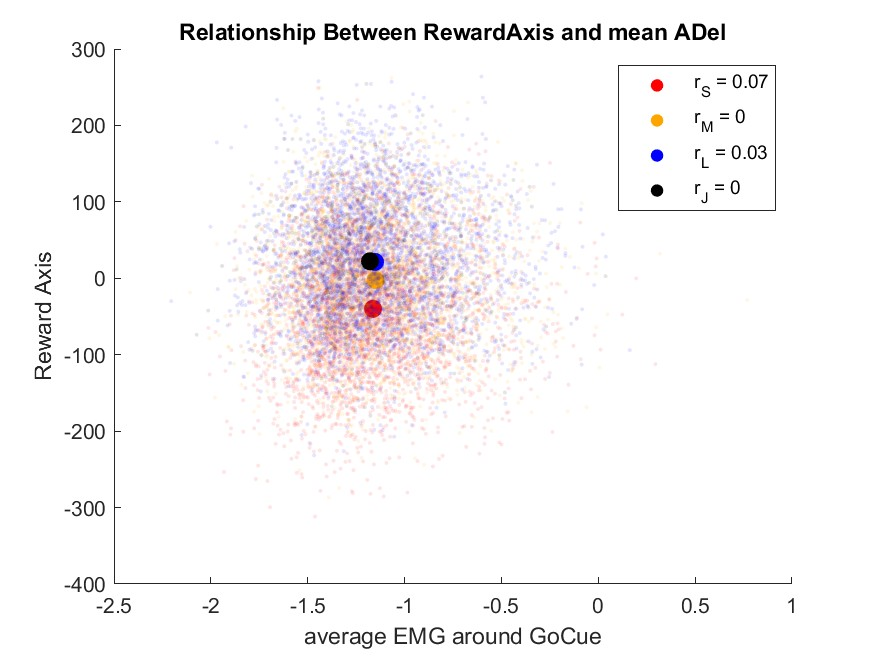 Relationship Between RewardAxis and mean ADel
300
200
100
0
-100
-200
-300
-400
Reward Axis
-2.5
-2
-1.5
-1
-0.5
0
0.5
1
average EMG around GoCue
r_S = 0.07
r_M = 0
r_L = 0.03
r_J = 0